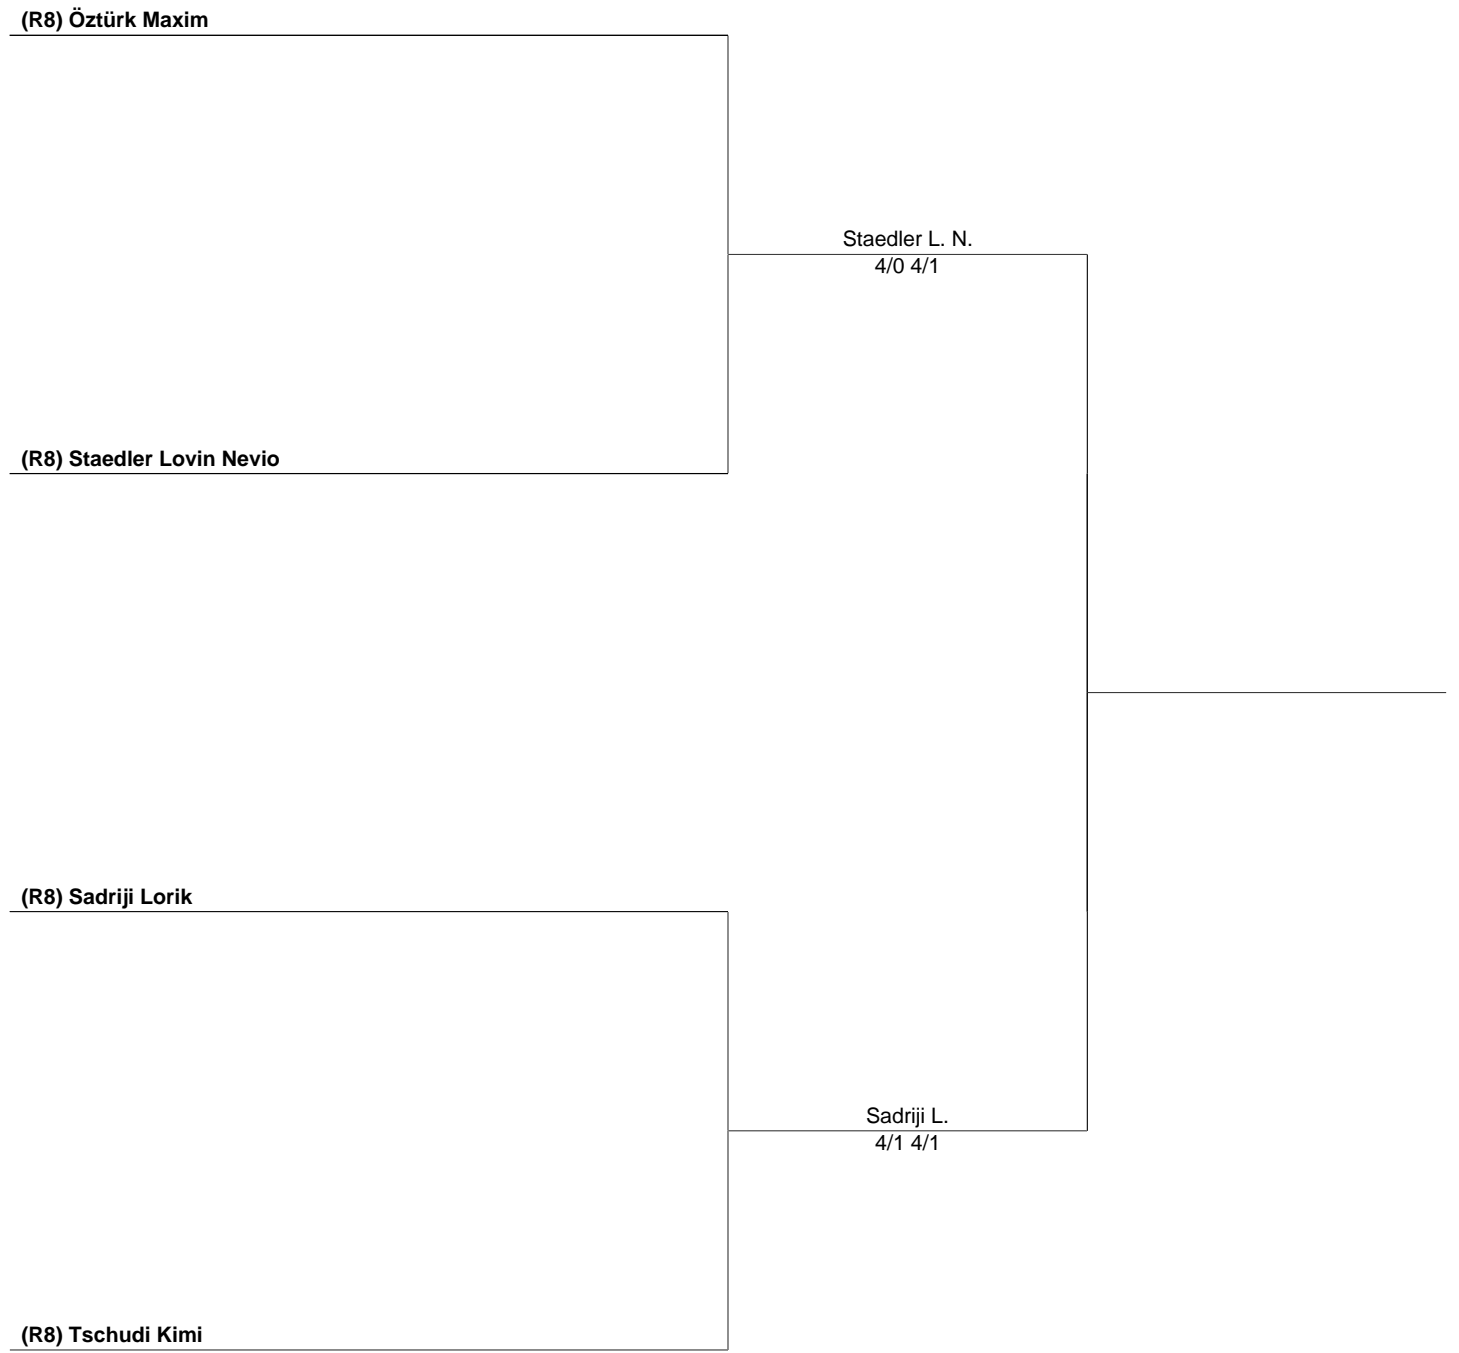 (R8) Öztürk Maxim
Staedler L. N.
4/0 4/1
(R8) Staedler Lovin Nevio
(R8) Sadriji Lorik
Sadriji L.
4/1 4/1
(R8) Tschudi Kimi